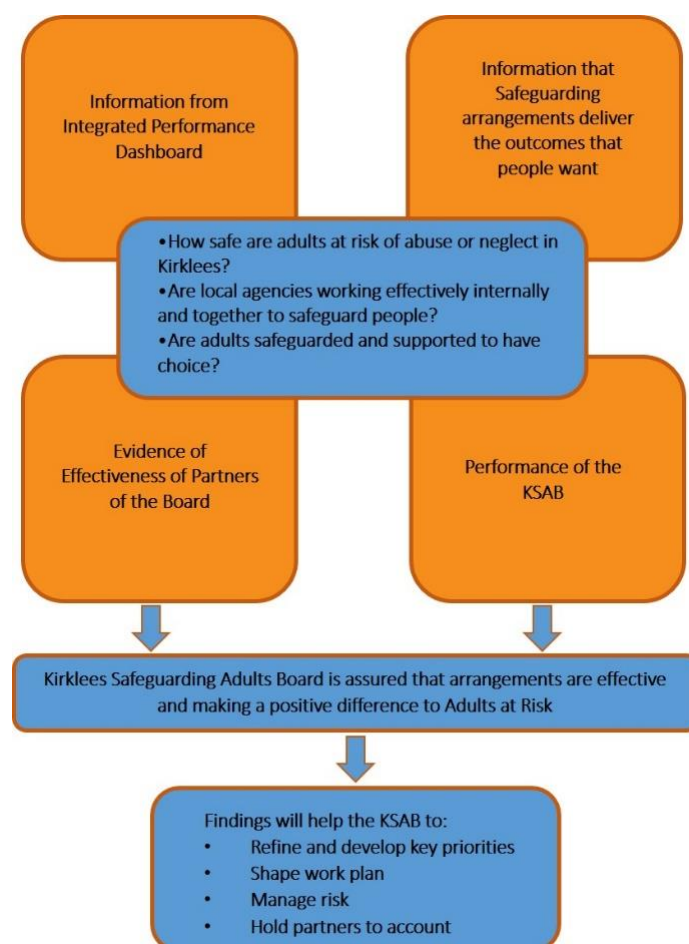 Information from
Integrated Performance
Dashboard
Information that
Safeguarding
arrangements deliver
the outcomes that
people want
•How safe are adults at risk of abuse or neglect in
Kirklees?
•Are local agencies working effectively internally
and together to safeguard people?
•Are adults safeguarded and supported to have
choice?
Evidence of
Effectiveness of Partners
of the Board
Performance of the
KSAB
Kirklees Safeguarding Adults Board is assured that arrangements are effective
and making a positive difference to Adults at Risk
Findings will help the KSAB to:
• Refine and develop key priorities
• Shape work plan
• Manage risk
• Hold partners to account